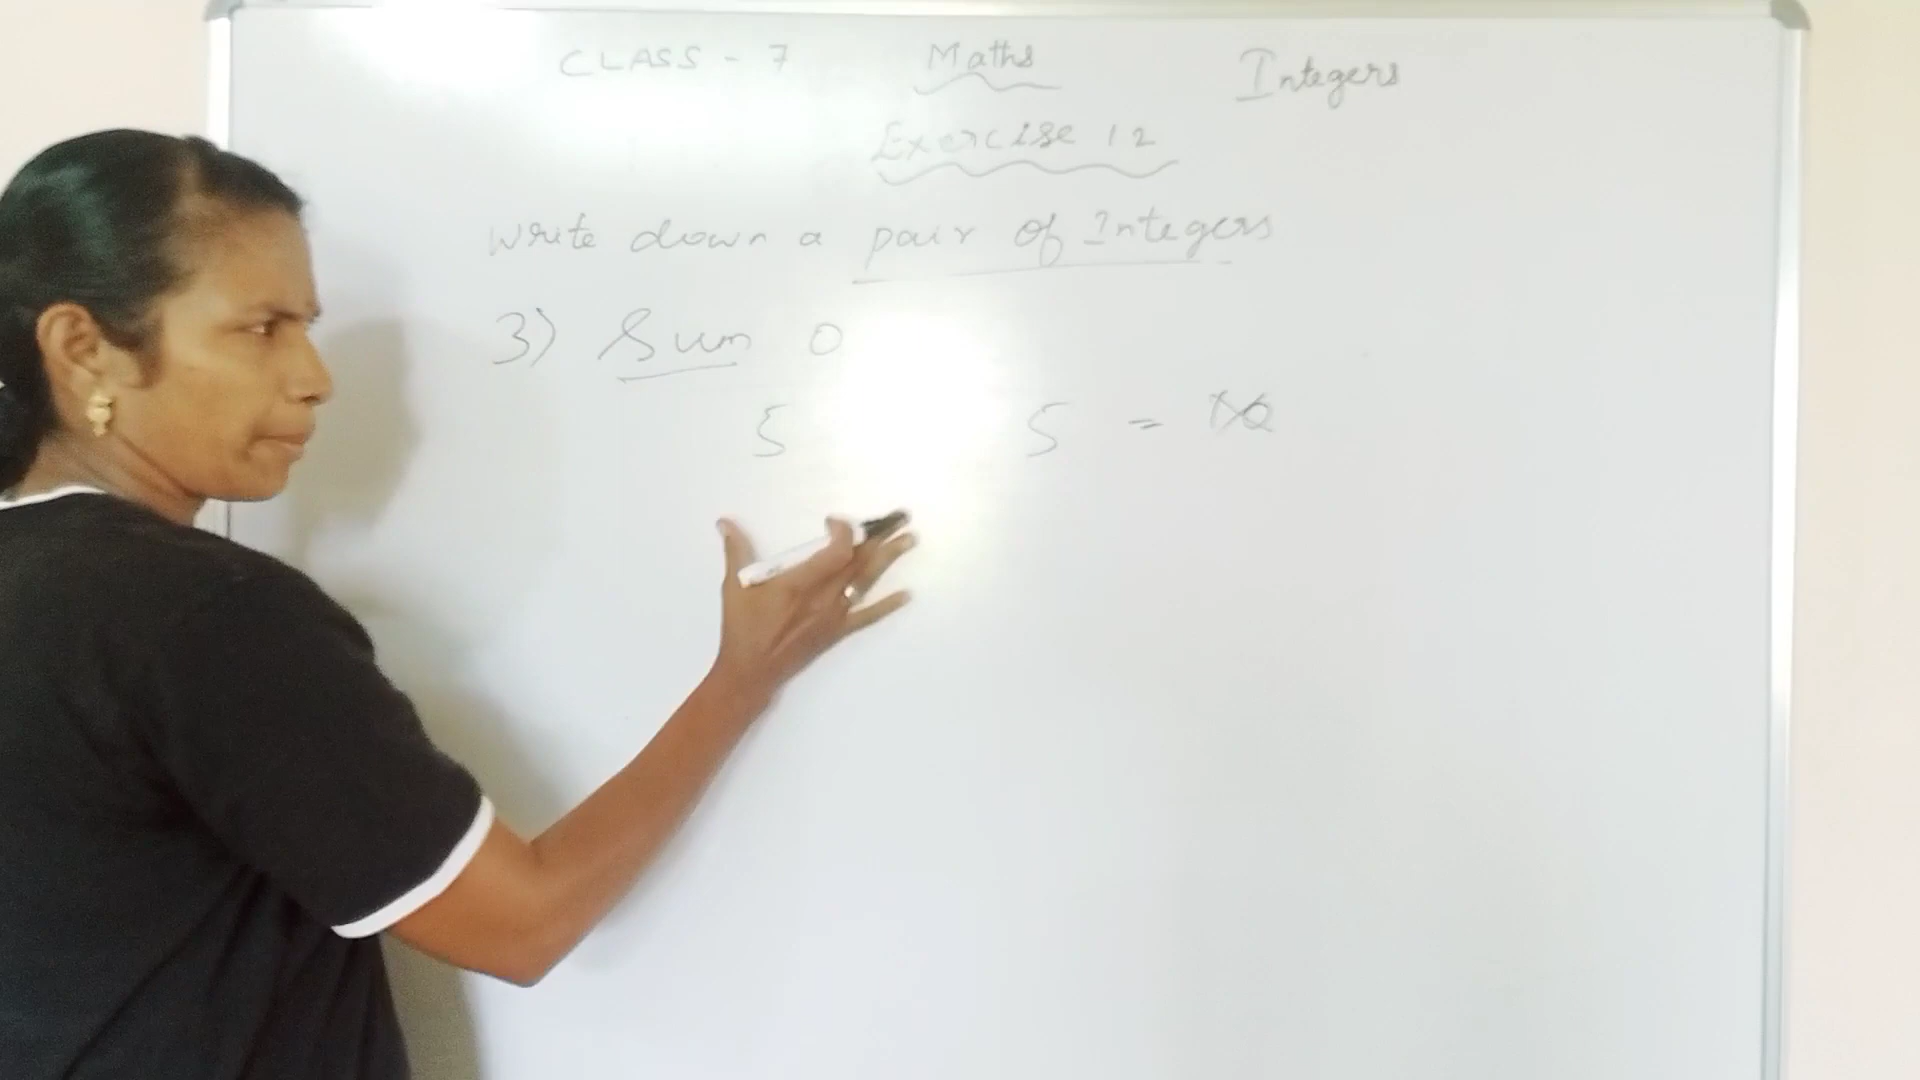 CLASS - 7 Maths Integers
Exercise 12
Write down a pair of Integers
3) Sum 0
5 5 = 10